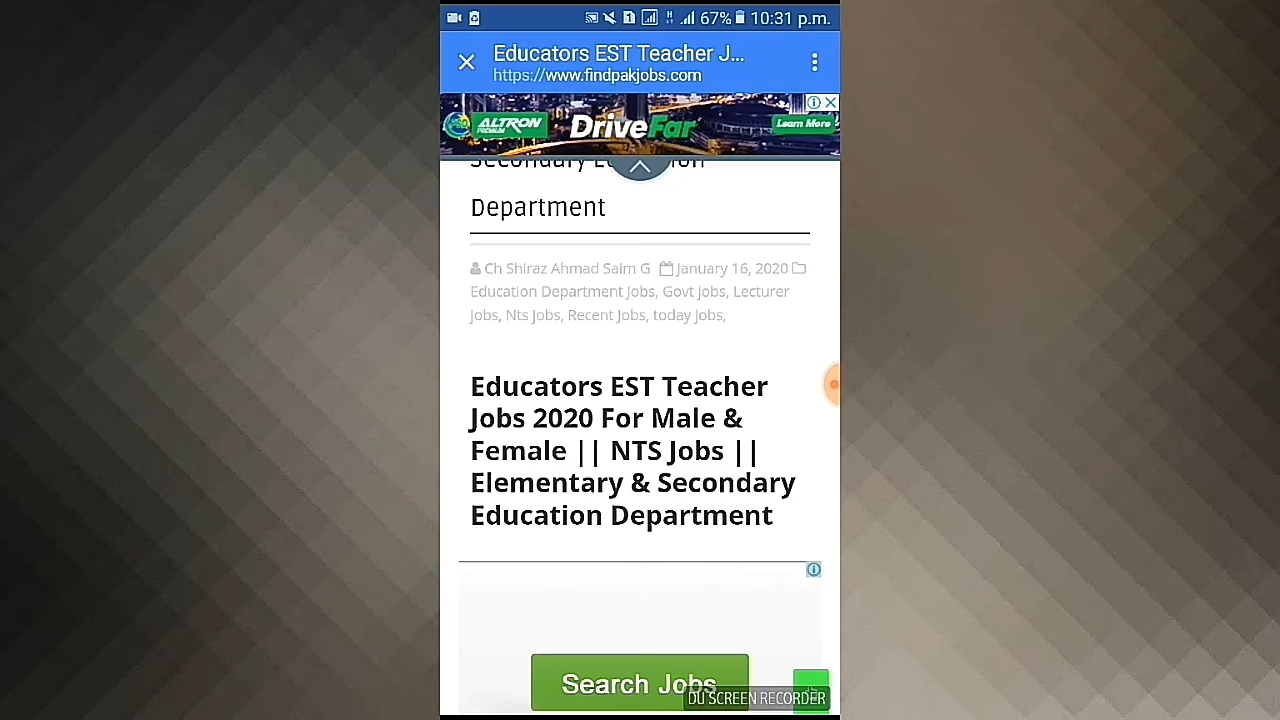 67% 10:31 p.m.
Educators EST Teacher J...
https://www.findpakjobs.com
ALTRON
PREMIUM
DriveFar
Learn More
Department
Ch Shiraz Ahmad Saim G January 16, 2020
Education Department Jobs, Govt Jobs, Lecturer
Jobs, Nts Jobs, Recent Jobs, today Jobs,
Educators EST Teacher
Jobs 2020 For Male &
Female || NTS Jobs ||
Elementary & Secondary
Education Department
Search Jobs
DU SCREEN RECORDER